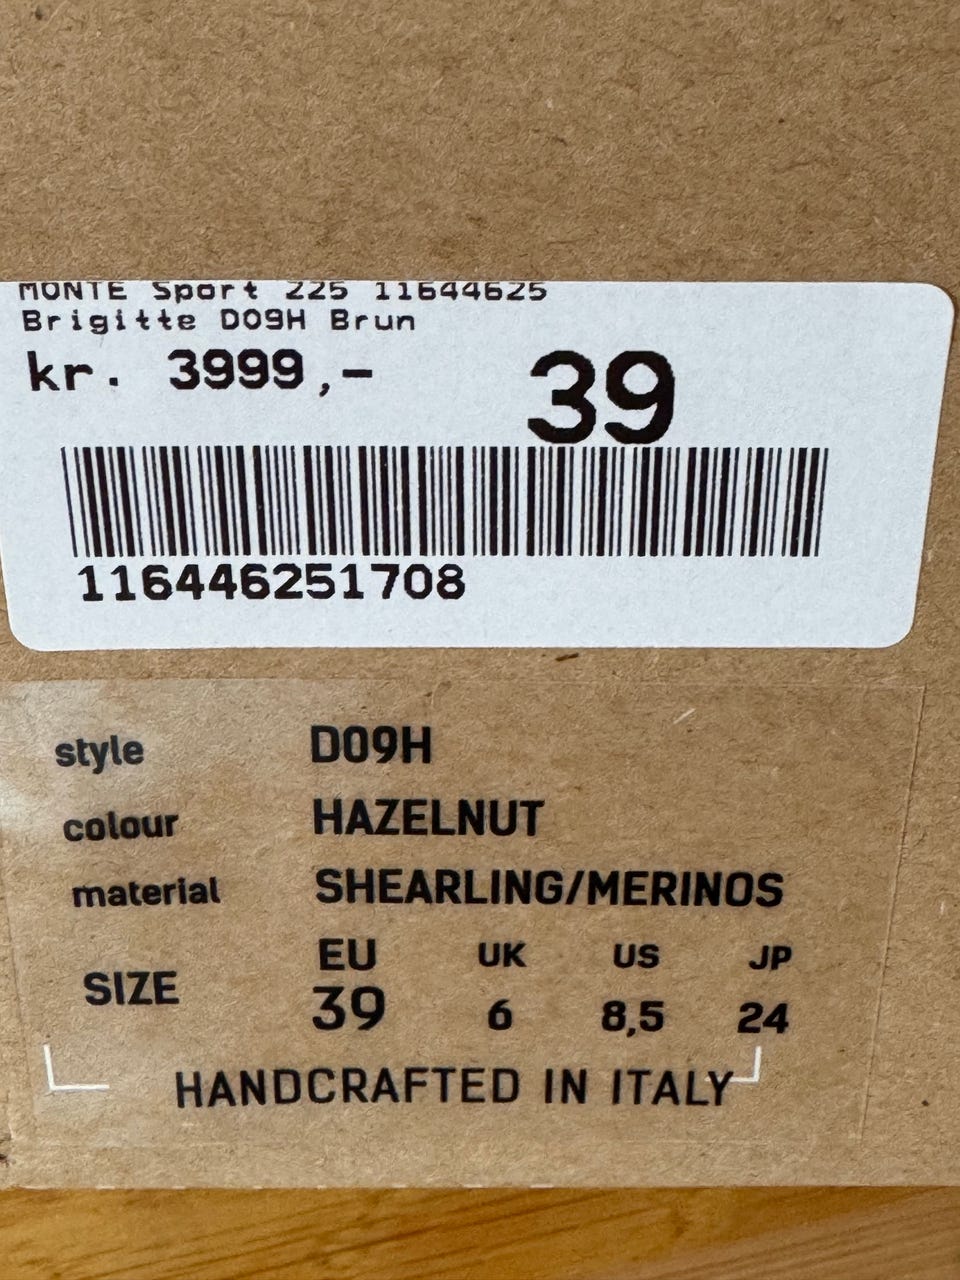 MONTE Sport 225 11644625
Brigitte D09H Brun
kr. 3999,-
39
116446251708
style D09H
colour HAZELNUT
material SHEARLING/MERINOS
EU UK US JP
SIZE 39 6 8,5 24
HANDCRAFTED IN ITALY